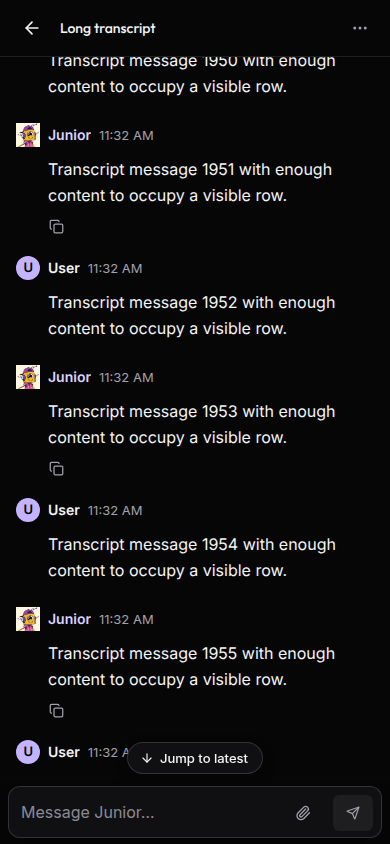 Long transcript
Transcript message 1950 with enough
content to occupy a visible row.
Junior 11:32 AM
Transcript message 1951 with enough
content to occupy a visible row.
U User 11:32 AM
Transcript message 1952 with enough
content to occupy a visible row.
Junior 11:32 AM
Transcript message 1953 with enough
content to occupy a visible row.
U User 11:32 AM
Transcript message 1954 with enough
content to occupy a visible row.
Junior 11:32 AM
Transcript message 1955 with enough
content to occupy a visible row.
U User 11:32 A
Jump to latest
Message Junior...